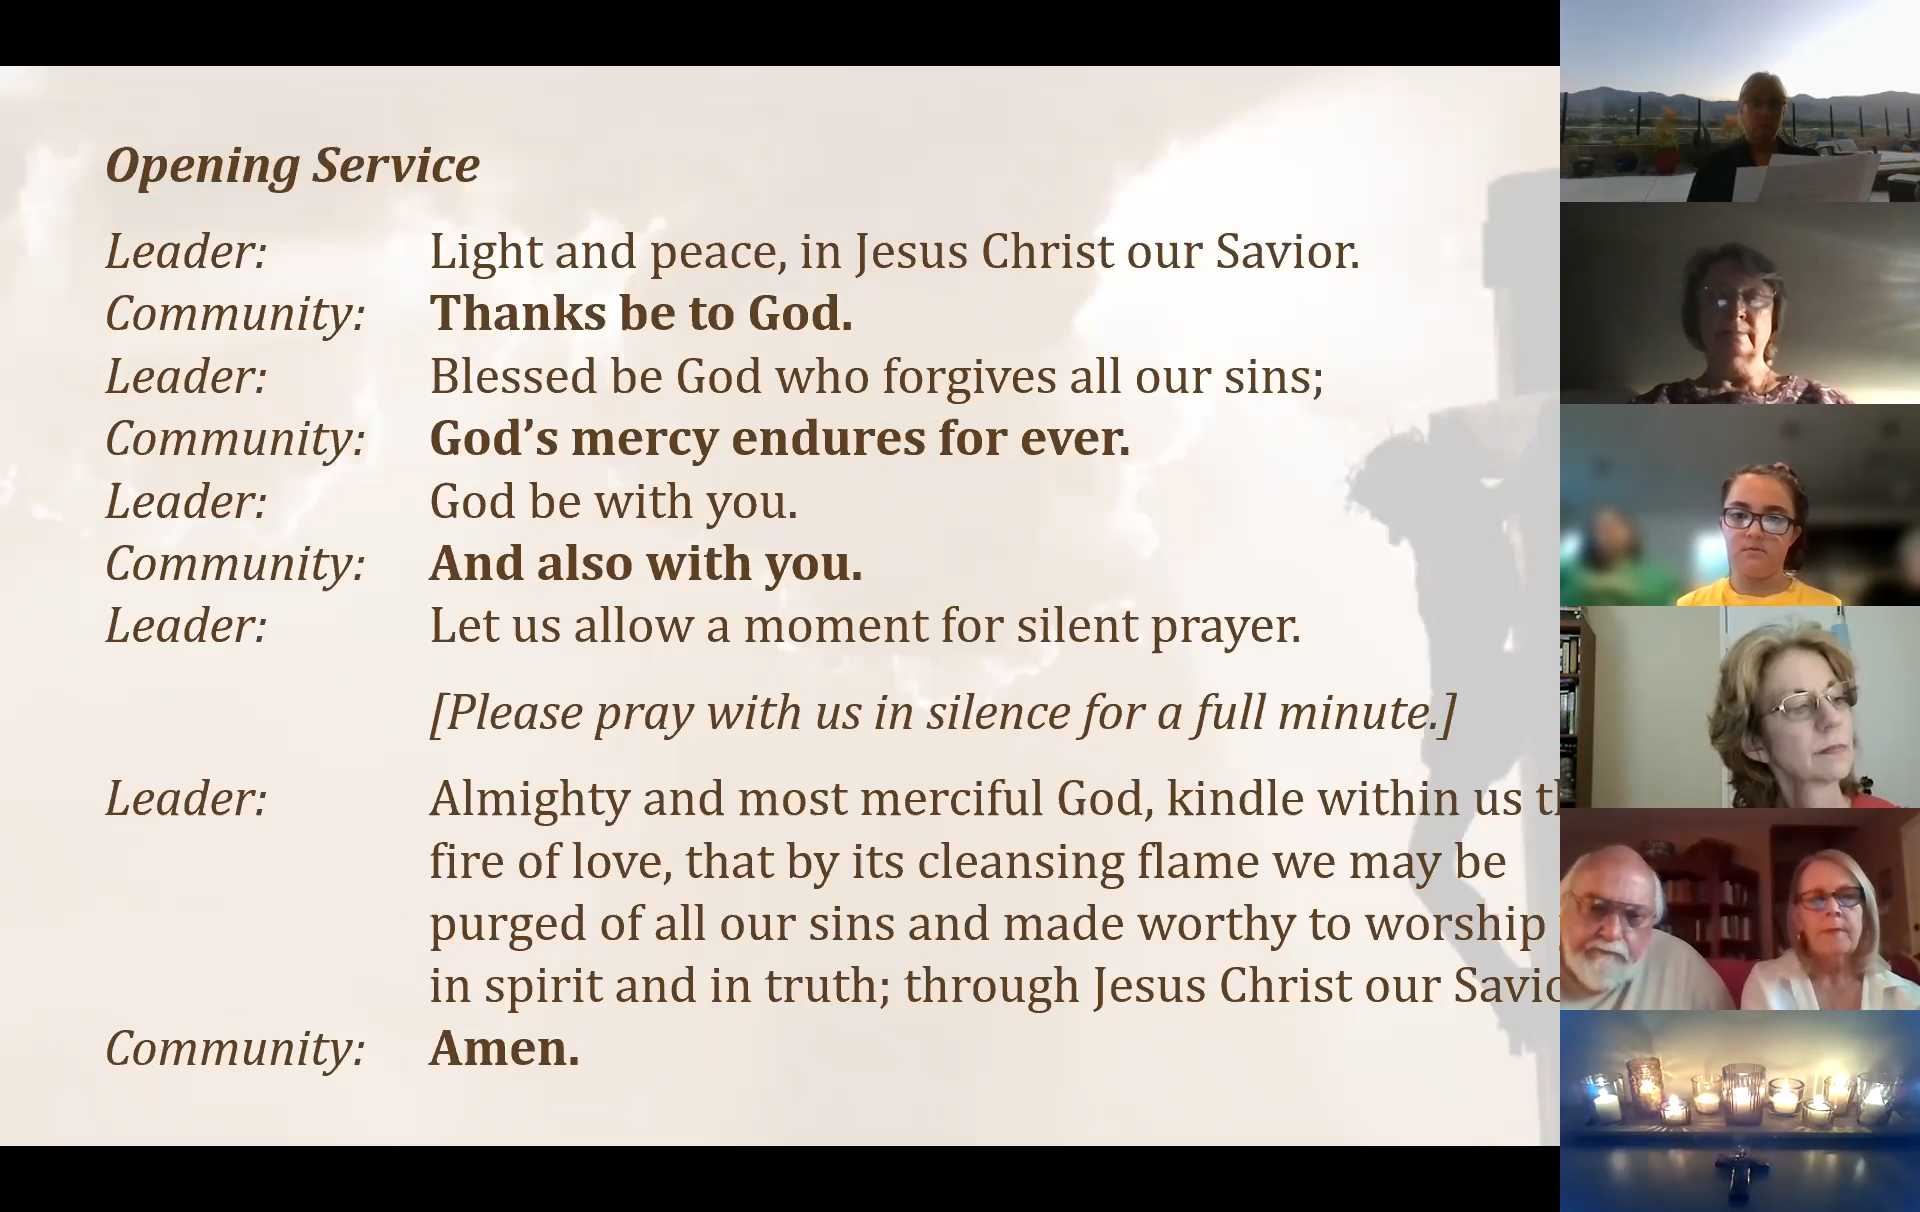 Opening Service
Leader: Light and peace, in Jesus Christ our Savior.
Community: Thanks be to God.
Leader: Blessed be God who forgives all our sins;
Community: God’s mercy endures for ever.
Leader: God be with you.
Community: And also with you.
Leader: Let us allow a moment for silent prayer.
[Please pray with us in silence for a full minute.]
Leader: Almighty and most merciful God, kindle within us
fire of love, that by its cleansing flame we may be
purged of all our sins and made worthy to worship
in spirit and in truth; through Jesus Christ our
Community: Amen.